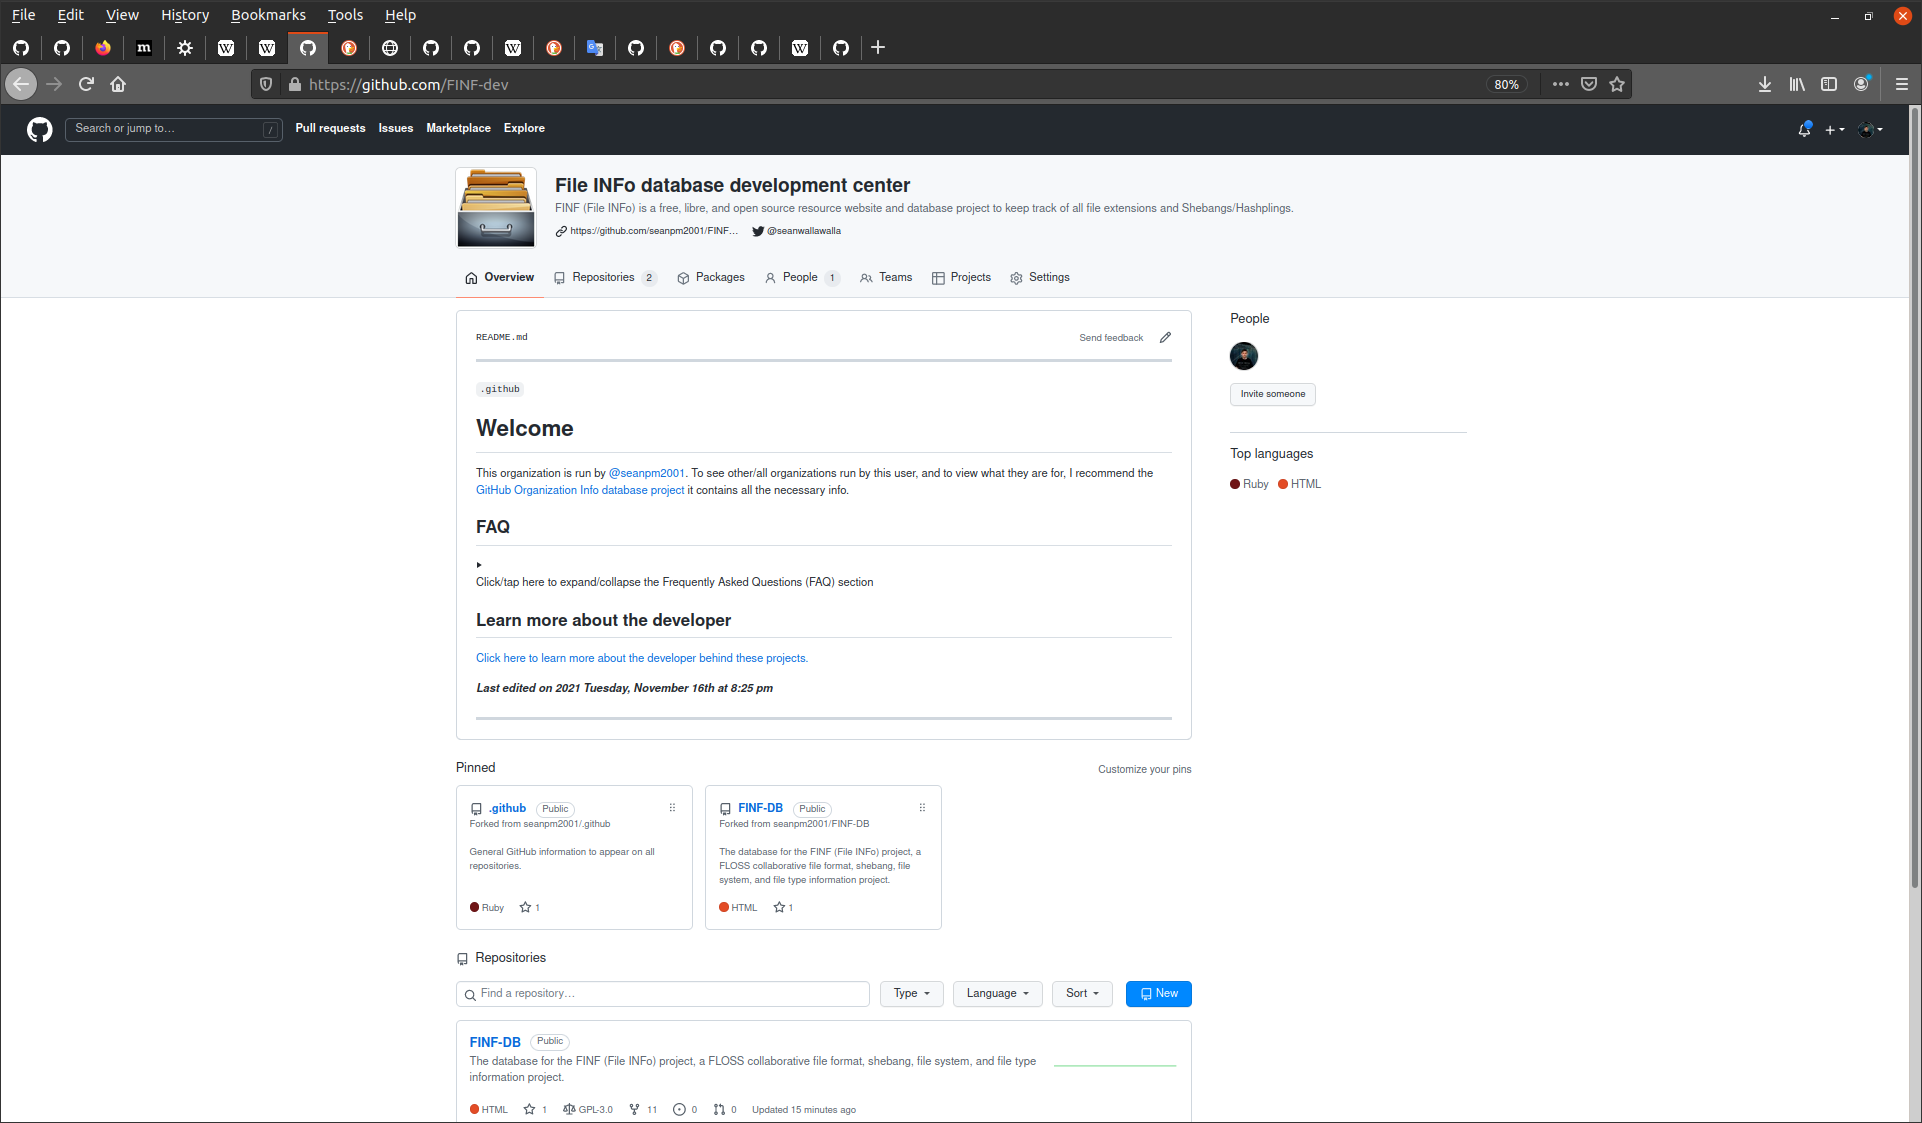 File Edit View History Bookmarks Tools Help
https://github.com/FINF-dev 80%
Search or jump to… / Pull requests Issues Marketplace Explore
File INFo database development center
FINF (File INFo) is a free, libre, and open source resource website and database project to keep track of all file extensions and Shebangs/Hashplings.
https://github.com/seanpm2001/FINF… @seanwallawalla
Overview Repositories 2 Packages People 1 Teams Projects Settings
README.md Send feedback
.github
Welcome
This organization is run by @seanpm2001. To see other/all organizations run by this user, and to view what they are for, I recommend the
GitHub Organization Info database project it contains all the necessary info.
FAQ
Click/tap here to expand/collapse the Frequently Asked Questions (FAQ) section
Learn more about the developer
Click here to learn more about the developer behind these projects.
Last edited on 2021 Tuesday, November 16th at 8:25 pm
People
Invite someone
Top languages
Ruby HTML
Pinned Customize your pins
.github Public
Forked from seanpm2001/.github
General GitHub information to appear on all
repositories.
Ruby 1
FINF-DB Public
Forked from seanpm2001/FINF-DB
The database for the FINF (File INFo) project, a
FLOSS collaborative file format, shebang, file
system, and file type information project.
HTML 1
Repositories
Find a repository… Type Language Sort New
FINF-DB Public
The database for the FINF (File INFo) project, a FLOSS collaborative file format, shebang, file system, and file type
information project.
HTML 1 GPL-3.0 11 0 0 Updated 15 minutes ago